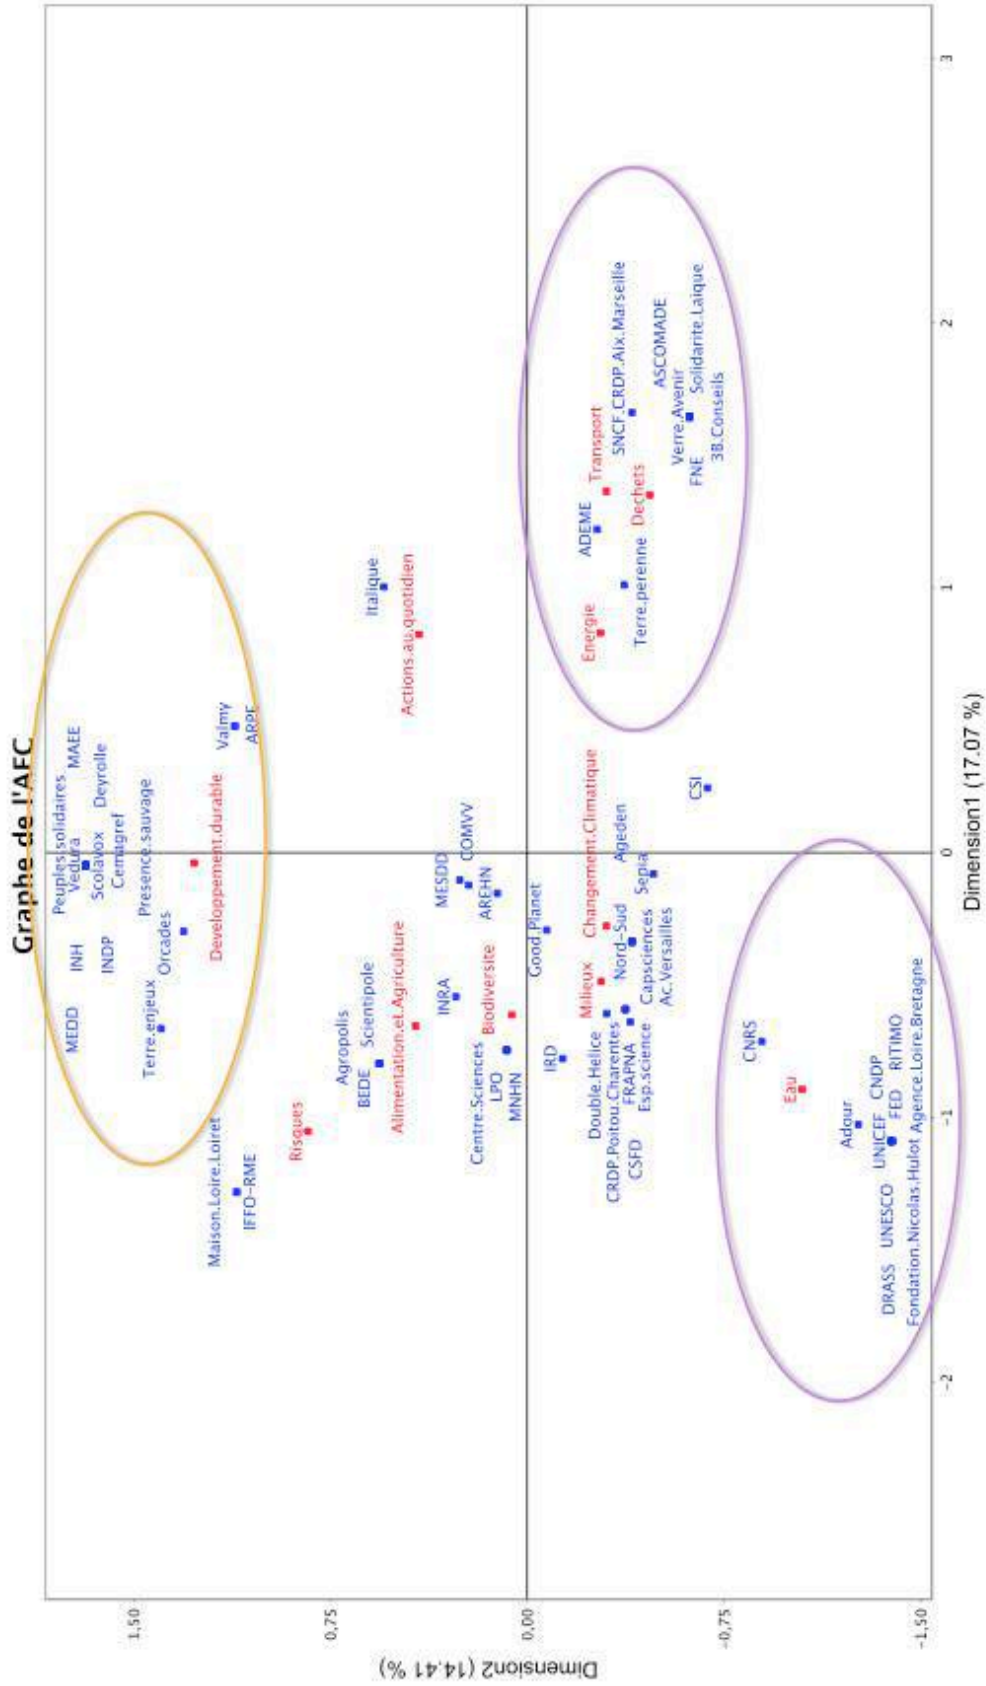 Graphe de l'AFC
Peuples.solidaires
MAEE
Vedura
Scolavox
Deyrolle
Cemagref
INH
INDP
MEDD
Presence.sauvage
Terre.enjeux
Orcades
Developpement.durable
Valmy
ARPE
Maison.Loire.Loiret
IFFO-RME
Risques
Italique
Actions.au.quotidien
Agropolis
BEDE
Scientipole
Alimentation.et.Agriculture
MESDD
COMVV
AREHN
INRA
Biodiversite
Centre.Sciences
LPO
MNHN
Good.Planet
IRD
Milieux
Changement.Climatique
Double.Helice
CRDP.Poitou.Charentes
FRAPNA
CSFD
Esp.science
Nord-Sud
Ageden
Sepia
Capsciences
Ac.Versailles
CSI
Energie
ADEME
Transport
SNCF.CRDP.Aix.Marseille
Terre.perenne
Dechets
ASCOMADE
Verre.Avenir
FNE
Solidarite.Laique
3B.Conseils
CNRS
Eau
Adour
UNICEF
CNDP
DRASS
UNESCO
FED
RITIMO
Fondation.Nicolas.Hulot
Agence.Loire.Bretagne
1,50
0,75
0,00
-0,75
-1,50
Dimension2 (14.41 %)
-2
-1
0
1
2
3
Dimension1 (17.07 %)